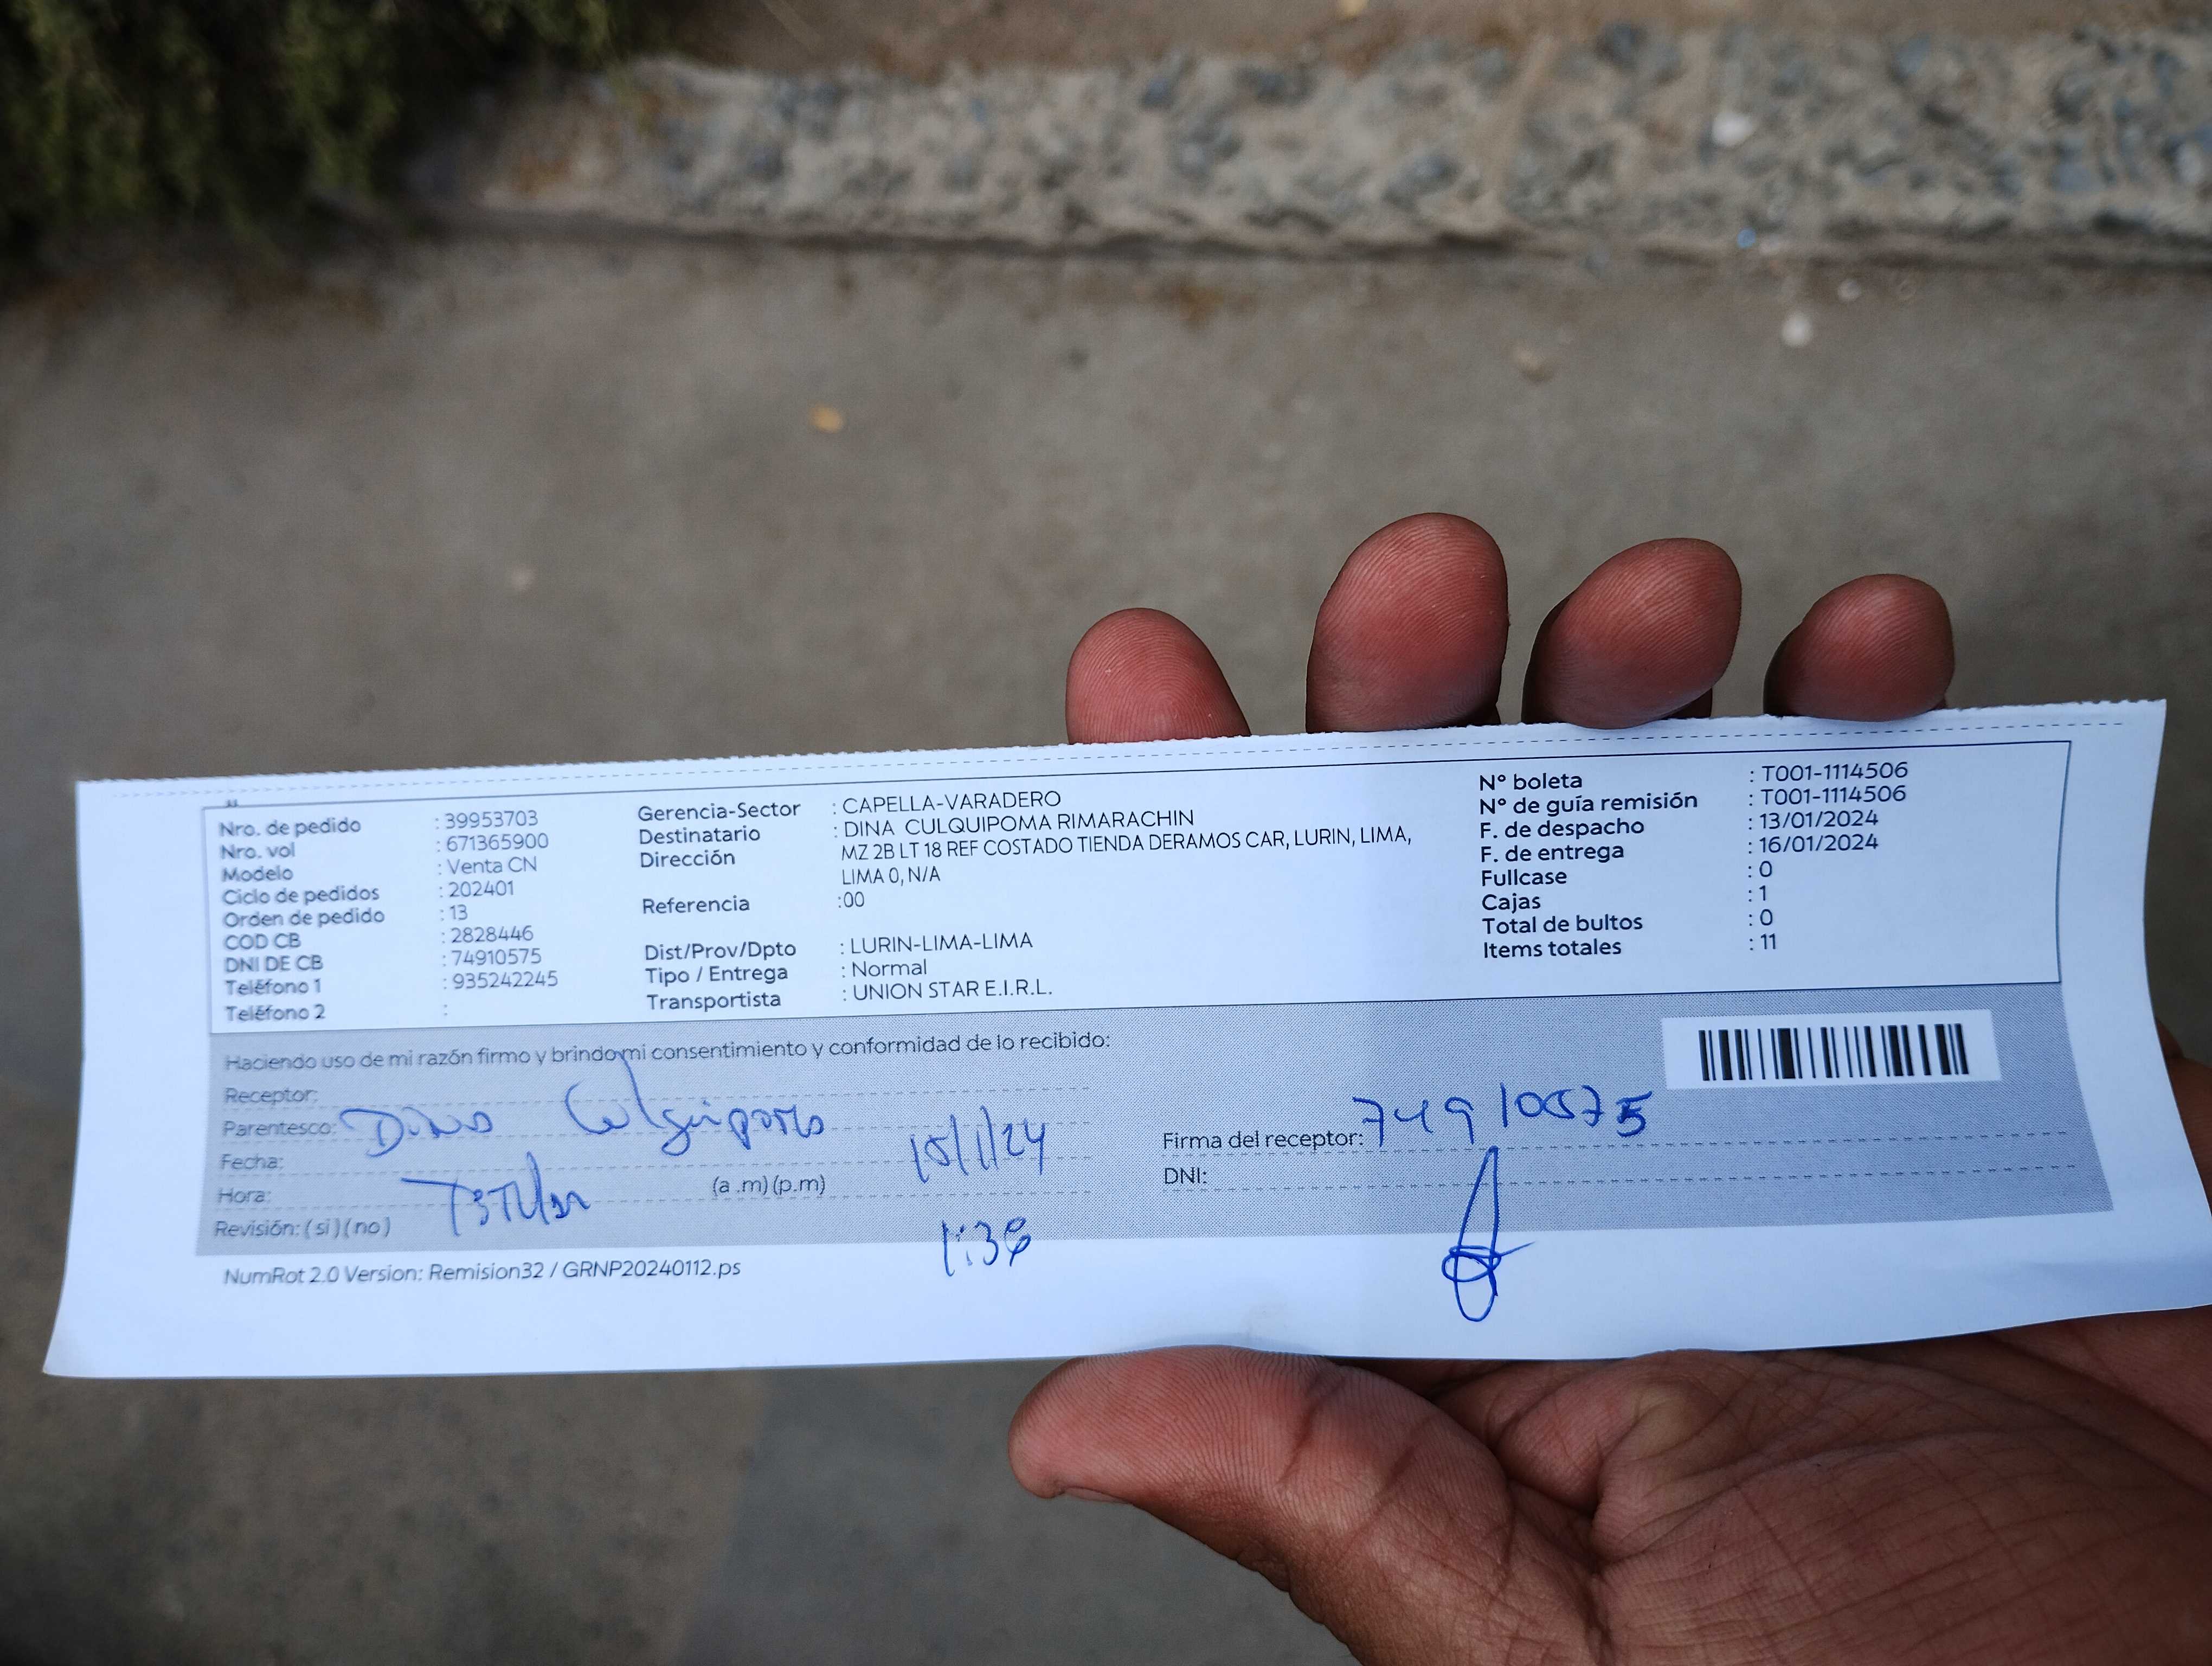 Nro. de pedido : 39953703
Nro. vol : 671365900
Modelo : Venta CN
Ciclo de pedidos : 202401
Orden de pedido : 13
COD CB : 2828446
DNI DE CB : 74910575
Teléfono 1 : 935242245
Teléfono 2 :
Gerencia-Sector : CAPELLA-VARADERO
Destinatario : DINA CULQUIPOMA RIMARACHIN
Dirección MZ 2B LT 18 REF COSTADO TIENDA DERAMOS CAR, LURIN, LIMA,
LIMA 0, N/A
Referencia :00
Dist/Prov/Dpto : LURIN-LIMA-LIMA
Tipo / Entrega : Normal
Transportista : UNION STAR E.I.R.L.
N° boleta : T001-1114506
N° de guía remisión : T001-1114506
F. de despacho : 13/01/2024
F. de entrega : 16/01/2024
Fullcase : 0
Cajas : 1
Total de bultos : 0
Items totales : 11
Haciendo uso de mi razón firmo y brindo mi consentimiento y conformidad de lo recibido:
Receptor:
Parentesco: Dina Culquipoma
Fecha: 15/1/24
Hora: (a .m) (p.m)
Revisión: ( si ) ( no ) Titular 1:38
Firma del receptor: 74910575
DNI:
NumRot 2.0 Version: Remision32 / GRNP20240112.ps